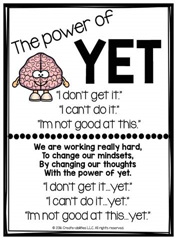 The power of
YET
"I don't get it."
"I can't do it."
"I'm not good at this."
We are working really hard,
To change our mindsets,
By changing our thoughts
With the power of yet.
"I don't get it...yet."
"I can't do it...yet."
"I'm not good at this...yet."